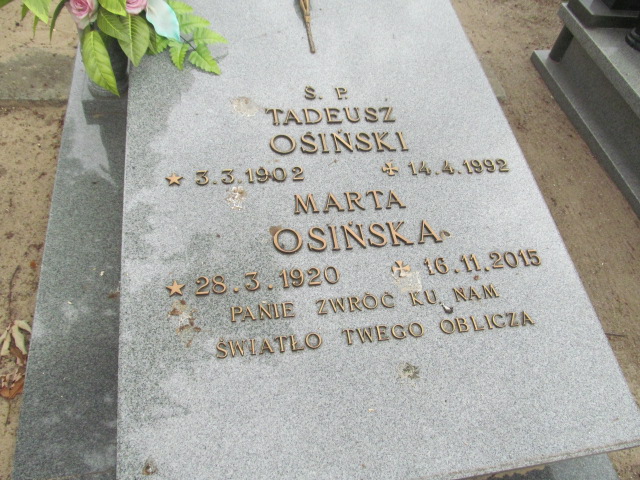 Ś. P.
TADEUSZ
OSIŃSKI
3.3.1902 14.4.1992
MARTA
OSIŃSKA
28.3.1920 16.11.2015
PANIE ZWRÓĆ KU NAM
ŚWIATŁO TWEGO OBLICZA